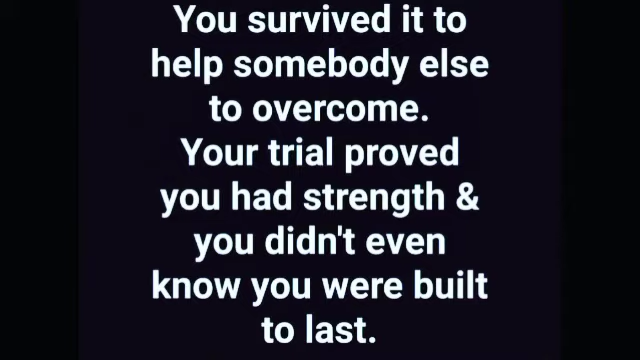 You survived it to
help somebody else
to overcome.
Your trial proved
you had strength &
you didn't even
know you were built
to last.